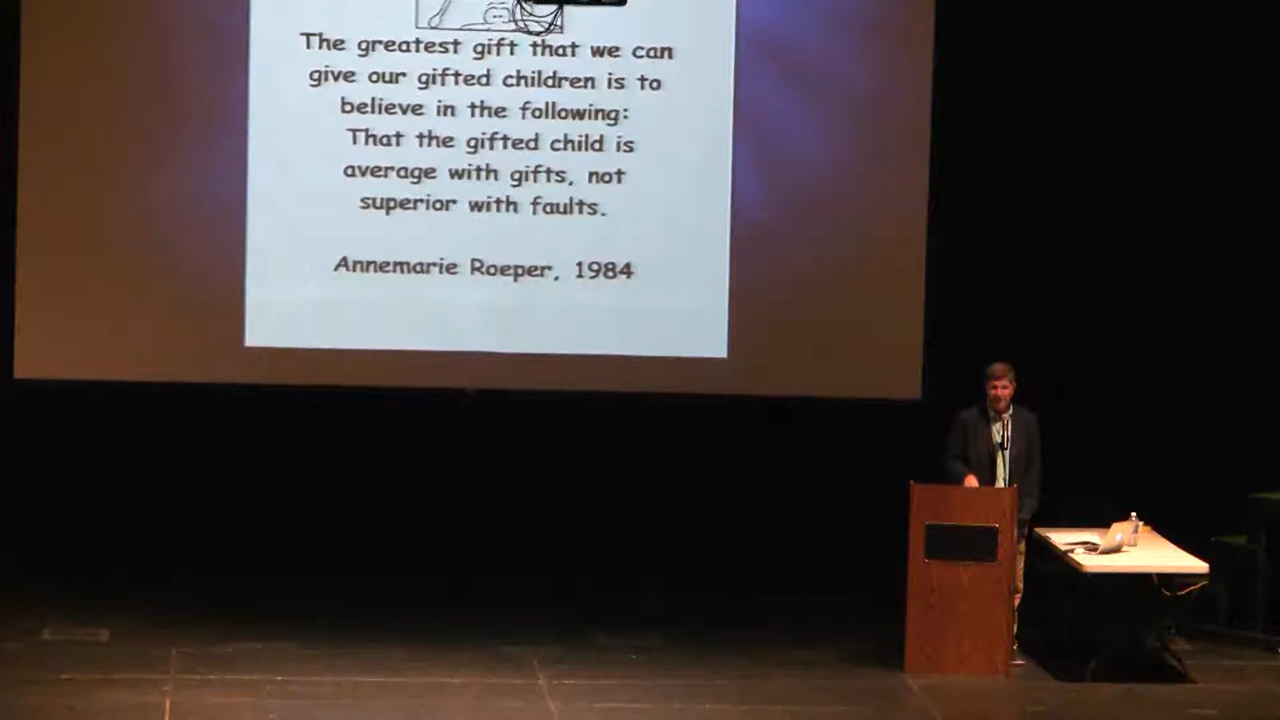 The greatest gift that we can
give our gifted children is to
believe in the following:
That the gifted child is
average with gifts, not
superior with faults.
Annemarie Roeper, 1984